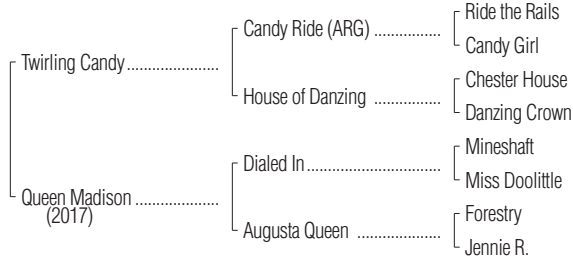 Ride the Rails
Candy Ride (ARG) ................
Candy Girl
Twirling Candy ......................
Chester House
House of Danzing ................
Danzing Crown
Mineshaft
Dialed In ................................
Miss Doolittle
Queen Madison ....................
(2017)
Forestry
Augusta Queen ....................
Jennie R.